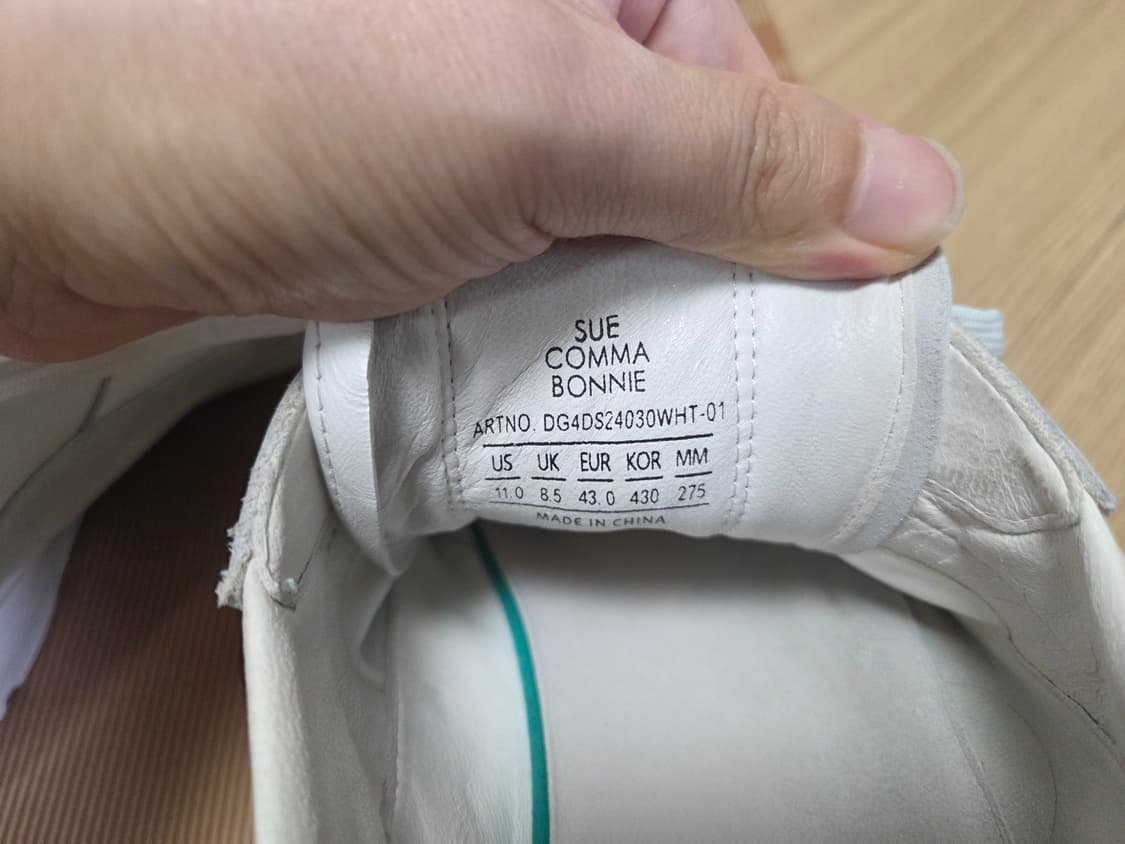 SUE
COMMA
BONNIE
ARTNO. DG4DS24030WHT-01
US UK EUR KOR MM
11.0 8.5 43.0 430 275
MADE IN CHINA